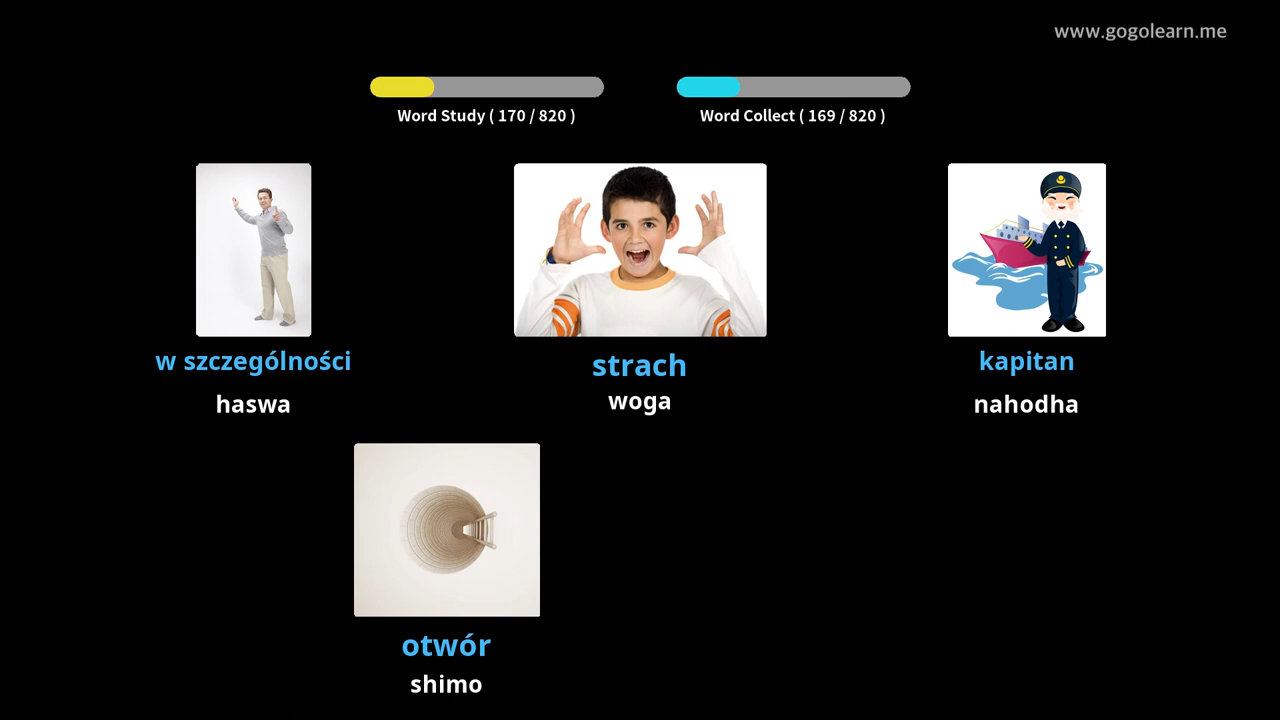 www.gogolearn.me
Word Study ( 170 / 820 )
Word Collect ( 169 / 820 )
w szczególności
haswa
strach
woga
kapitan
nahodha
otwór
shimo